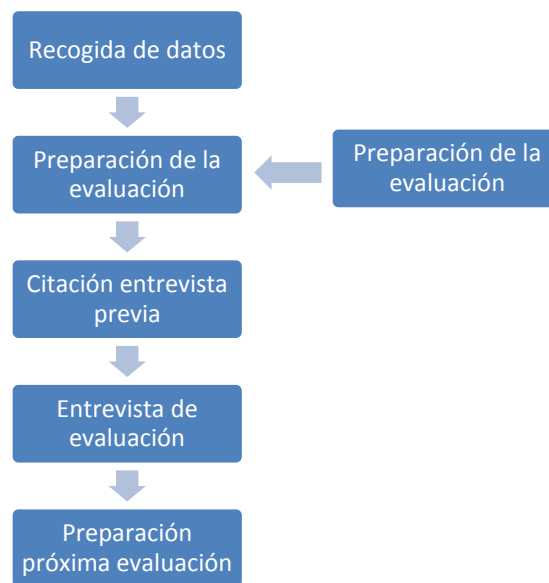 Recogida de datos
Preparación de la
evaluación
Preparación de la
evaluación
Citación entrevista
previa
Entrevista de
evaluación
Preparación
próxima evaluación